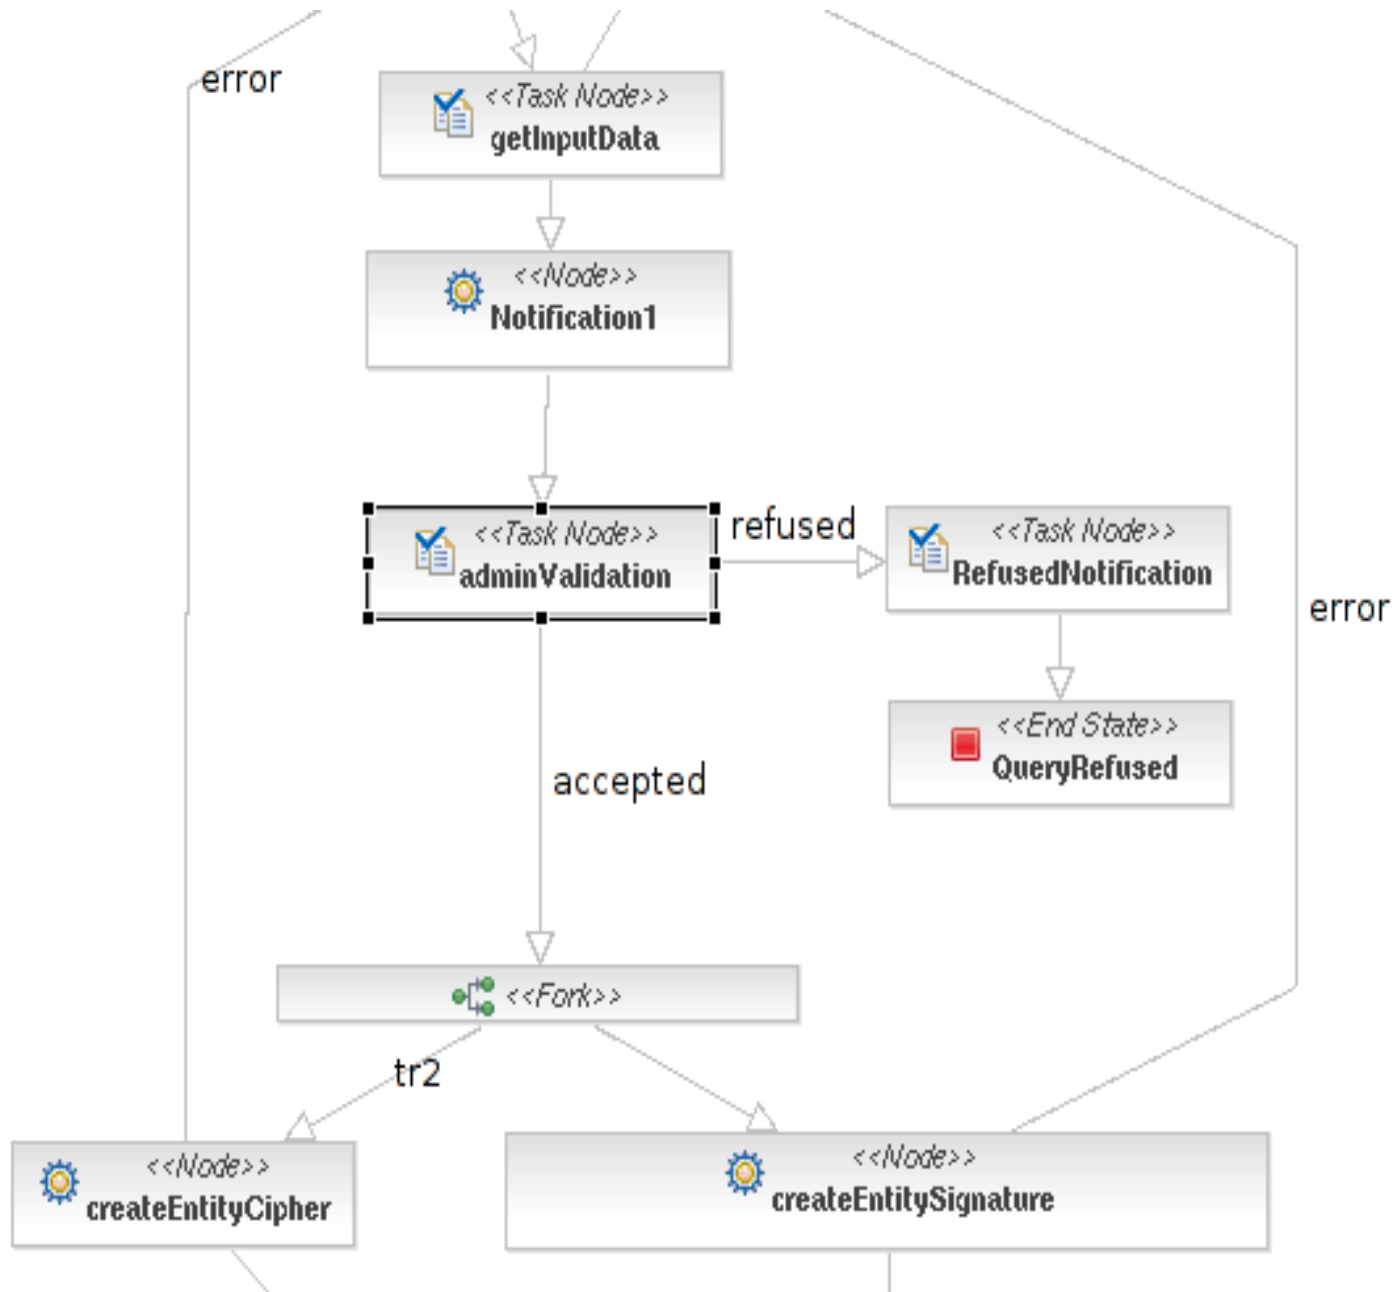 error
<<Task Node>>
getInputData
<<Node>>
Notification1
<<Task Node>>
adminValidation
refused
<<Task Node>>
RefusedNotification
error
<<End State>>
QueryRefused
accepted
<<Fork>>
tr2
<<Node>>
createEntityCipher
<<Node>>
createEntitySignature